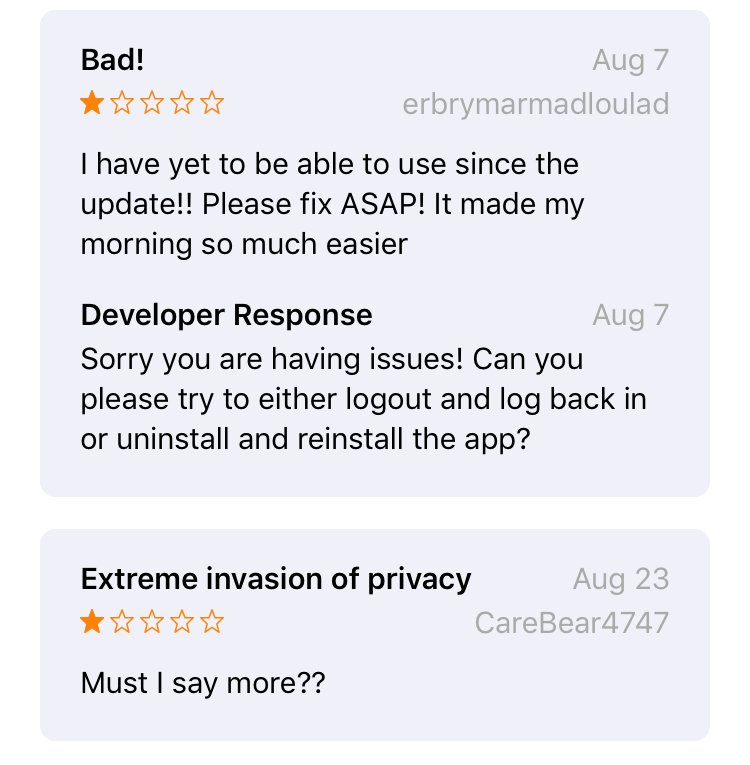 Bad!
Aug 7
erbrymarmadloulad
I have yet to be able to use since the
update!! Please fix ASAP! It made my
morning so much easier
Developer Response
Aug 7
Sorry you are having issues! Can you
please try to either logout and log back in
or uninstall and reinstall the app?
Extreme invasion of privacy
Aug 23
CareBear4747
Must I say more??